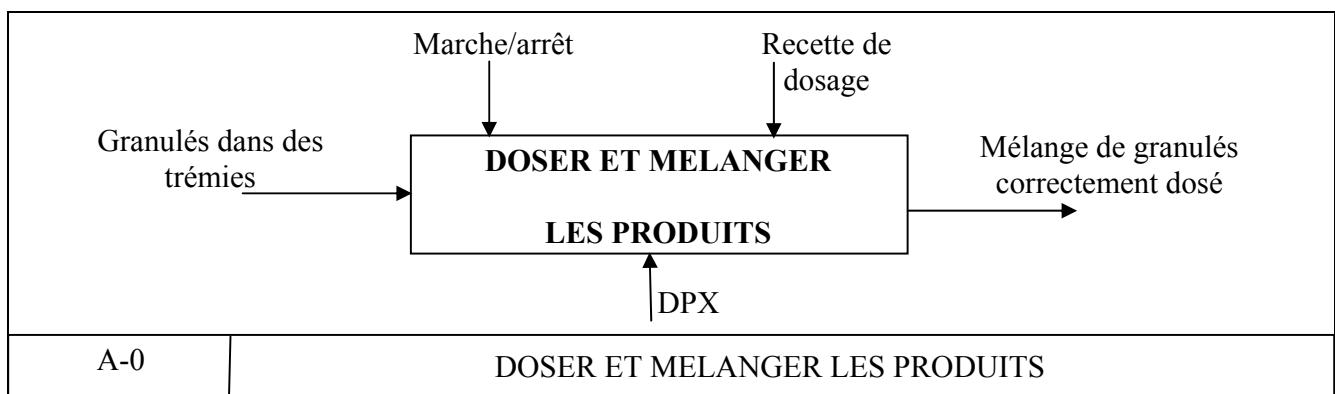 Marche/arrêt
Recette de
dosage
Granulés dans des
trémies
DOSER ET MELANGER
LES PRODUITS
Mélange de granulés
correctement dosé
DPX
A-0
DOSER ET MELANGER LES PRODUITS